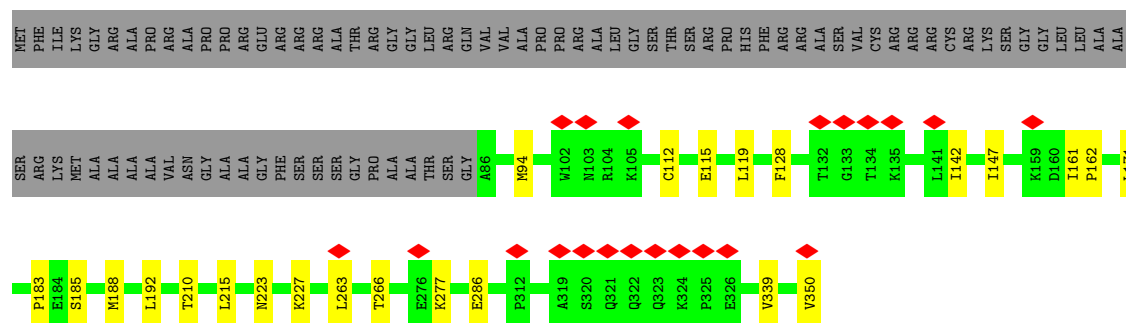 MET PHE ILE LYS GLY ARG ALA PRO ARG ALA PRO PRO ARG GLU ARG ARG ARG ALA THR ARG GLY GLY LEU ARG GLN VAL VAL ALA PRO PRO ARG ALA LEU GLY SER THR SER ARG PRO HIS PHE ARG ARG ALA SER VAL CYS ARG ARG ARG CYS ARG LYS SER GLY GLY LEU LEU ALA ALA
SER ARG LYS MET ALA ALA ALA ALA VAL ASN GLY ALA ALA GLY PHE SER SER SER GLY PRO ALA ALA THR SER GLY A86 M94 W102 N103 R104 K105 C112 E115 L119 F128 T132 G133 T134 K135 L141 I142 I147 K159 D160 I161 P162
P183 E184 S185 M188 L192 T210 L215 N223 K227 L263 T266 E276 K277 E286 P312 A319 S320 Q321 Q322 Q323 K324 P325 E326 V339 V350